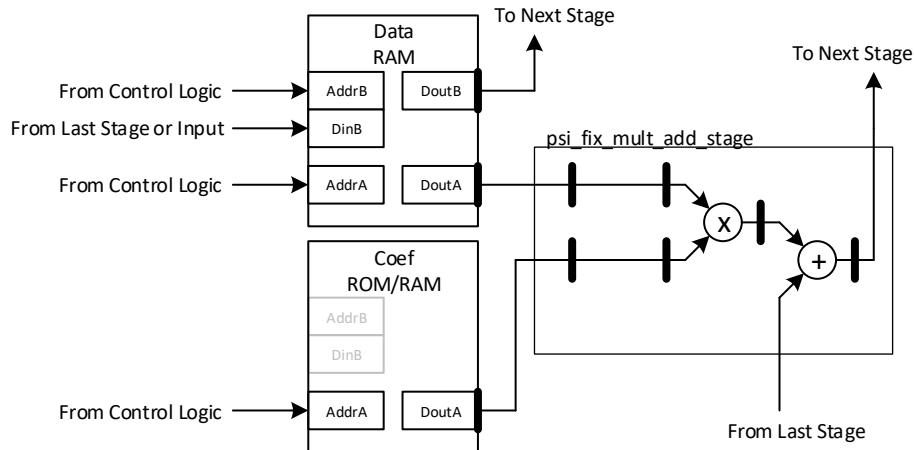 To Next Stage
Data
RAM
To Next Stage
From Control Logic
AddrB
DoutB
From Last Stage or Input
DinB
psi_fix_mult_add_stage
From Control Logic
AddrA
DoutA
x
Coef
ROM/RAM
+
AddrB
DinB
From Control Logic
AddrA
DoutA
From Last Stage